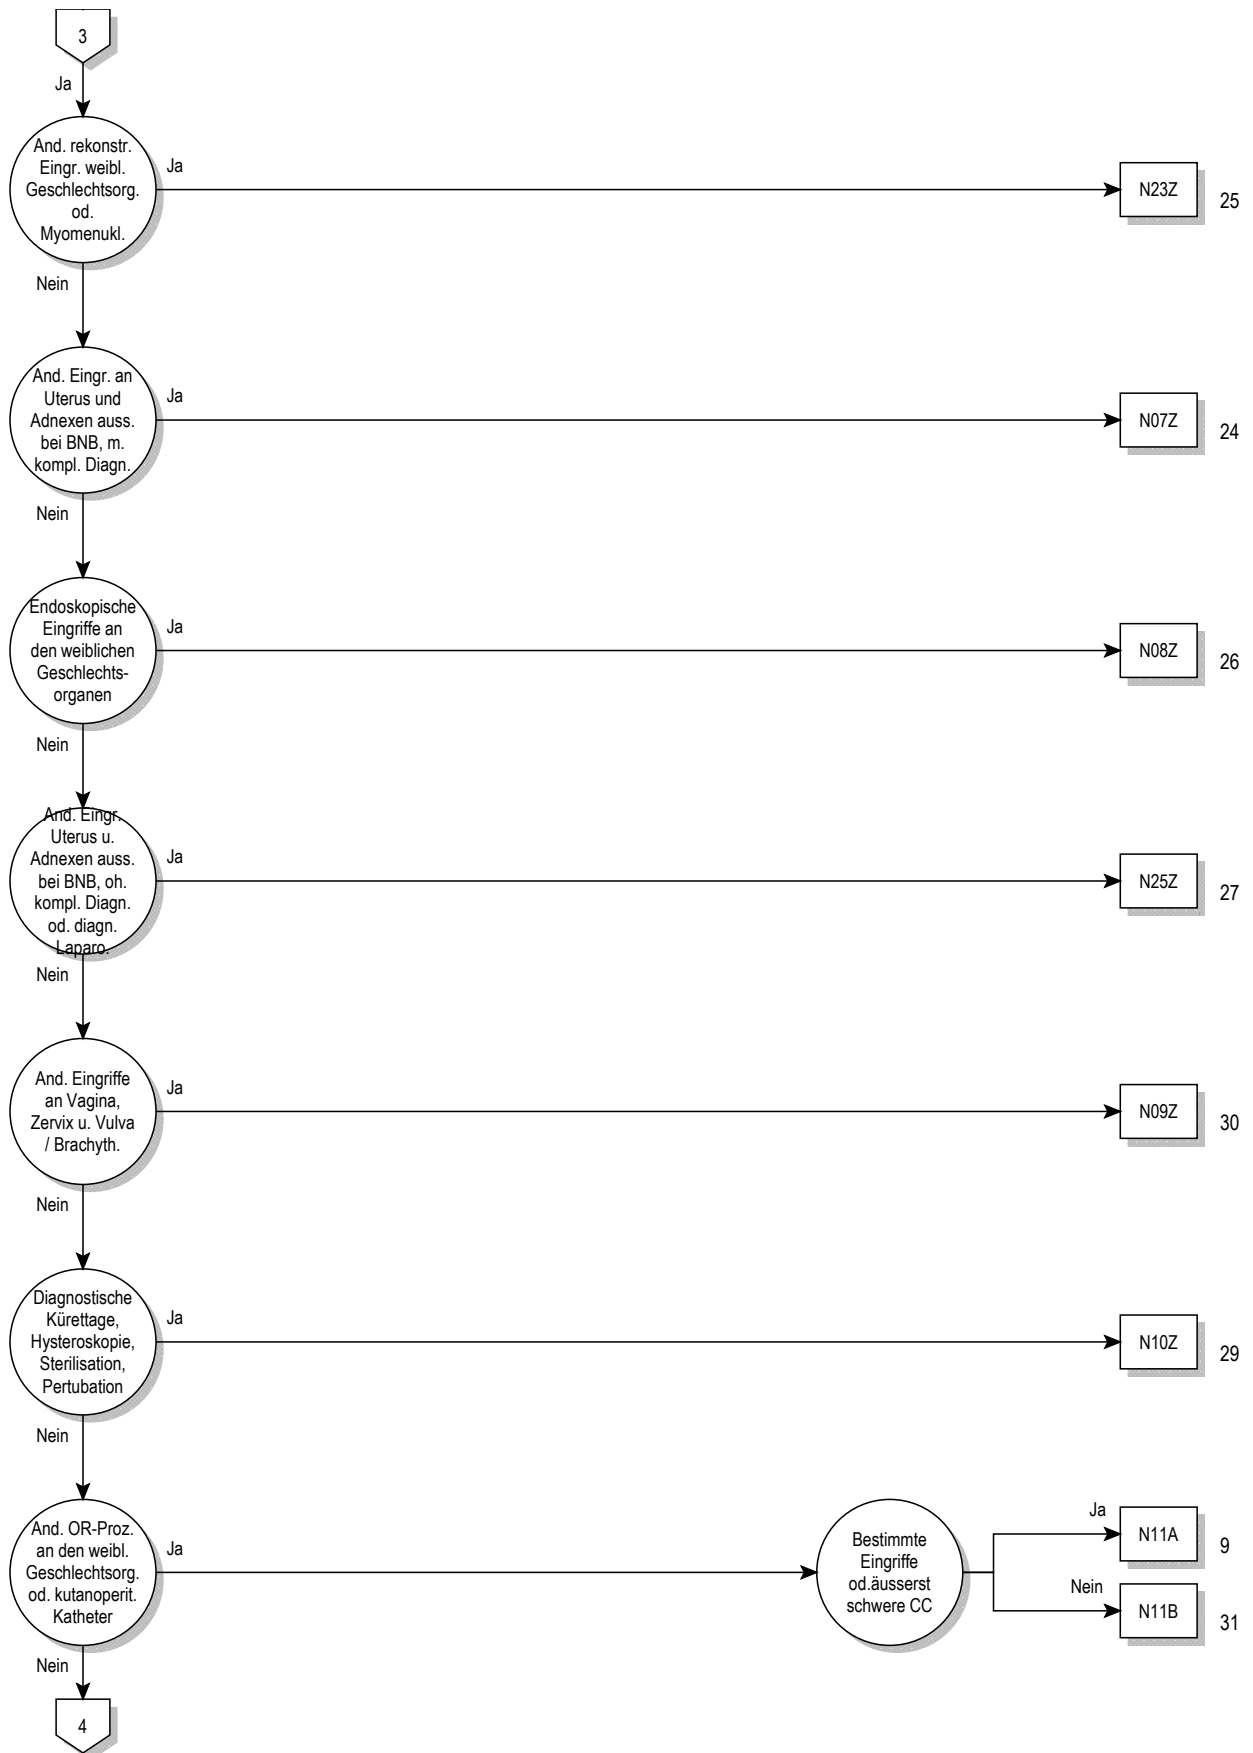 3
Ja
And. rekonstr.
Eingr. weibl.
Geschlechtsorg.
od.
Myomenukl.
Ja
N23Z
25
Nein
And. Eingr. an
Uterus und
Adnexen auss.
bei BNB, m.
kompl. Diagn.
Ja
N07Z
24
Nein
Endoskopische
Eingriffe an
den weiblichen
Geschlechts-
organen
Ja
N08Z
26
Nein
And. Eingr.
Uterus u.
Adnexen auss.
bei BNB, oh.
kompl. Diagn.
od. diagn.
Laparo.
Ja
N25Z
27
Nein
And. Eingriffe
an Vagina,
Zervix u. Vulva
/ Brachyth.
Ja
N09Z
30
Nein
Diagnostische
Kürettage,
Hysteroskopie,
Sterilisation,
Pertubation
Ja
N10Z
29
Nein
And. OR-Proz.
an den weibl.
Geschlechtsorg.
od. kutanoperit.
Katheter
Ja
Bestimmte
Eingriffe
od.äusserst
schwere CC
Ja
N11A
9
Nein
N11B
31
Nein
4